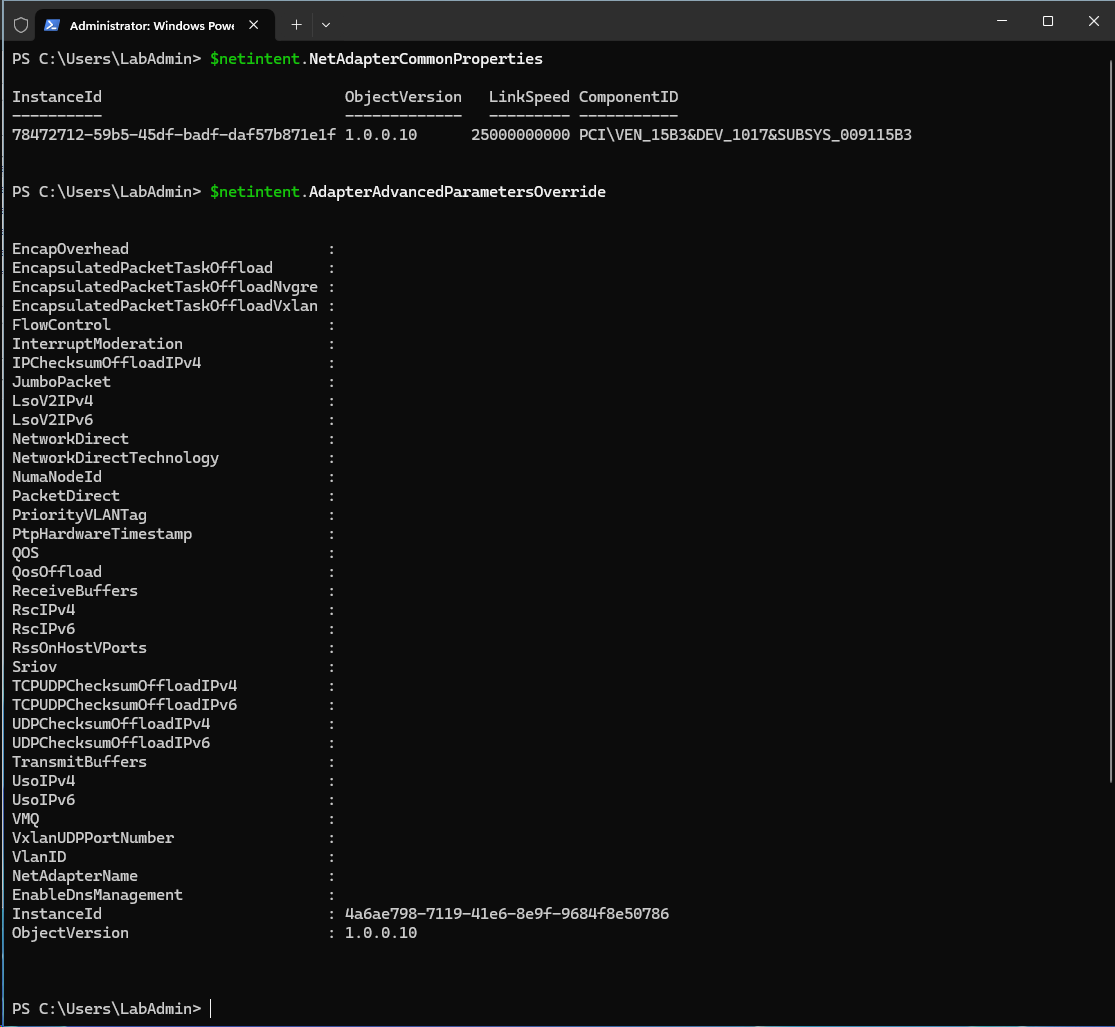 Administrator: Windows Powe
PS C:\Users\LabAdmin> $netintent.NetAdapterCommonProperties
InstanceId ObjectVersion LinkSpeed ComponentID
---------- ------------- --------- -----------
78472712-59b5-45df-badf-daf57b871e1f 1.0.0.10 25000000000 PCI\VEN_15B3&DEV_1017&SUBSYS_009115B3
PS C:\Users\LabAdmin> $netintent.AdapterAdvancedParametersOverride
EncapOverhead :
EncapsulatedPacketTaskOffload :
EncapsulatedPacketTaskOffloadNvgre :
EncapsulatedPacketTaskOffloadVxlan :
FlowControl :
InterruptModeration :
IPChecksumOffloadIPv4 :
JumboPacket :
LsoV2IPv4 :
LsoV2IPv6 :
NetworkDirect :
NetworkDirectTechnology :
NumaNodeId :
PacketDirect :
PriorityVLANTag :
PtpHardwareTimestamp :
QOS :
QosOffload :
ReceiveBuffers :
RscIPv4 :
RscIPv6 :
RssOnHostVPorts :
Sriov :
TCPUDPChecksumOffloadIPv4 :
TCPUDPChecksumOffloadIPv6 :
UDPChecksumOffloadIPv4 :
UDPChecksumOffloadIPv6 :
TransmitBuffers :
UsoIPv4 :
UsoIPv6 :
VMQ :
VxlanUDPPortNumber :
VlanID :
NetAdapterName :
EnableDnsManagement :
InstanceId : 4a6ae798-7119-41e6-8e9f-9684f8e50786
ObjectVersion : 1.0.0.10
PS C:\Users\LabAdmin>